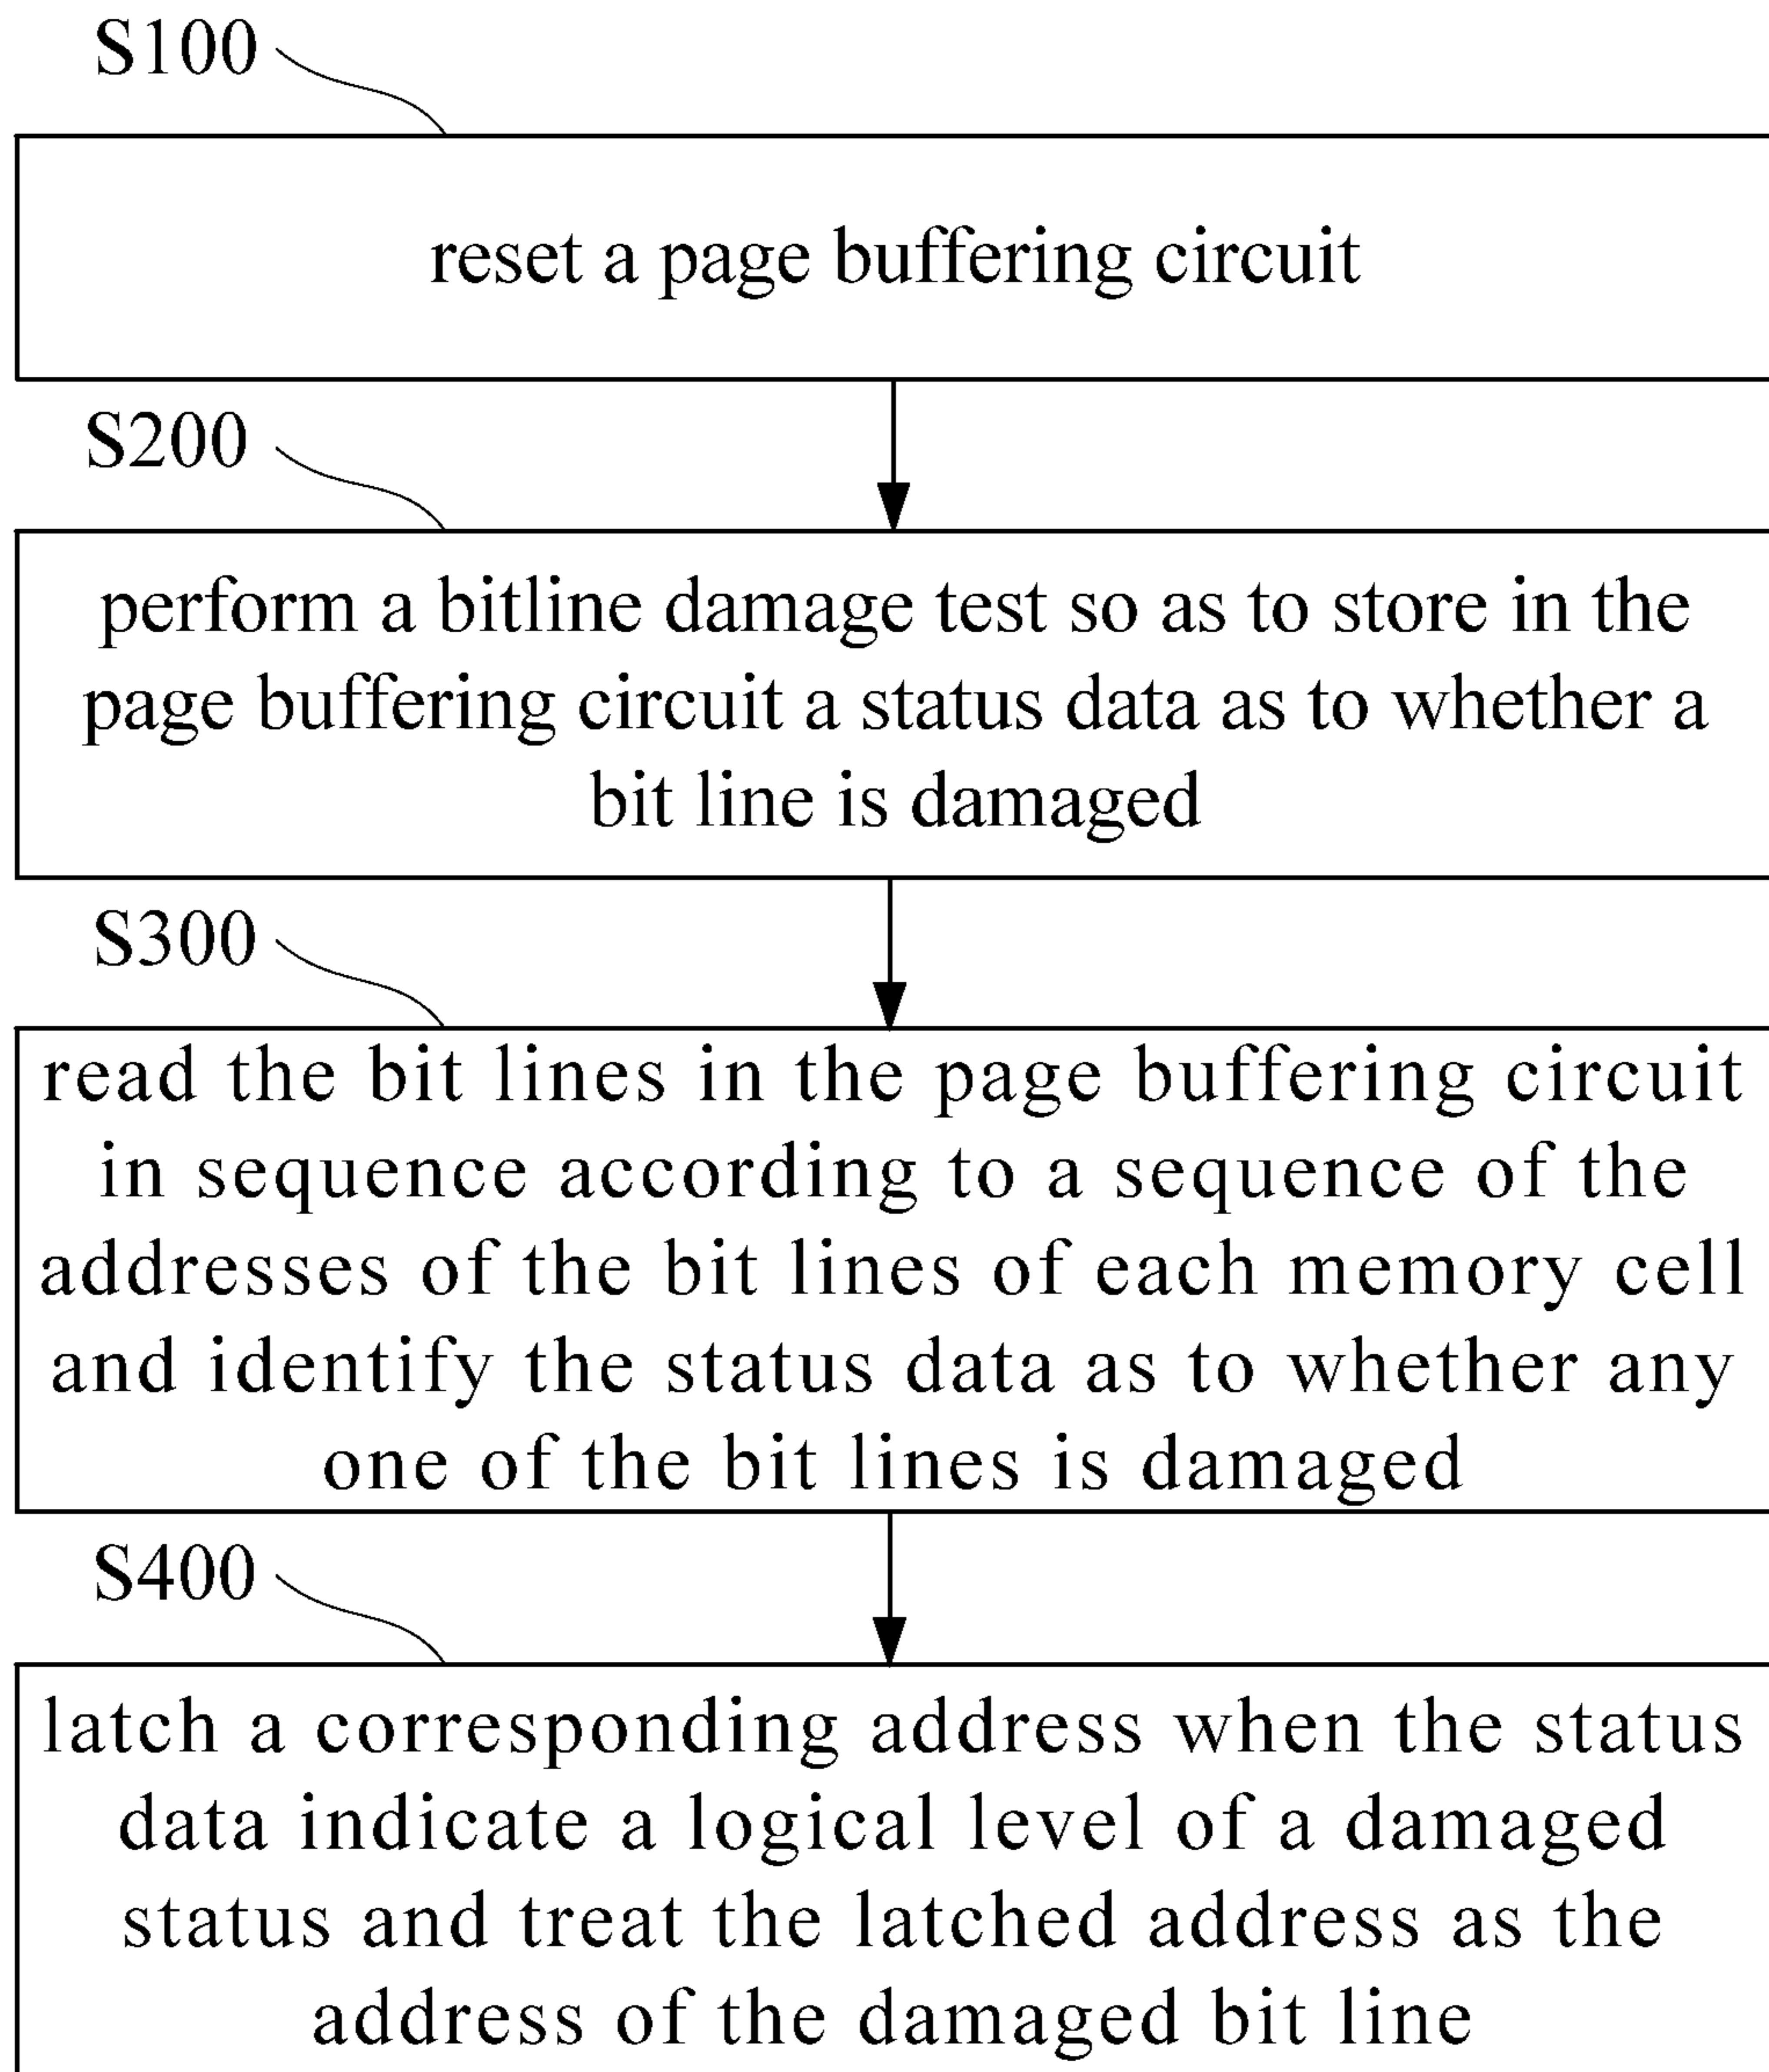 S100
reset a page buffering circuit
S200
perform a bitline damage test so as to store in the
page buffering circuit a status data as to whether a
bit line is damaged
S300
read the bit lines in the page buffering circuit
in sequence according to a sequence of the
addresses of the bit lines of each memory cell
and identify the status data as to whether any
one of the bit lines is damaged
S400
latch a corresponding address when the status
data indicate a logical level of a damaged
status and treat the latched address as the
address of the damaged bit line